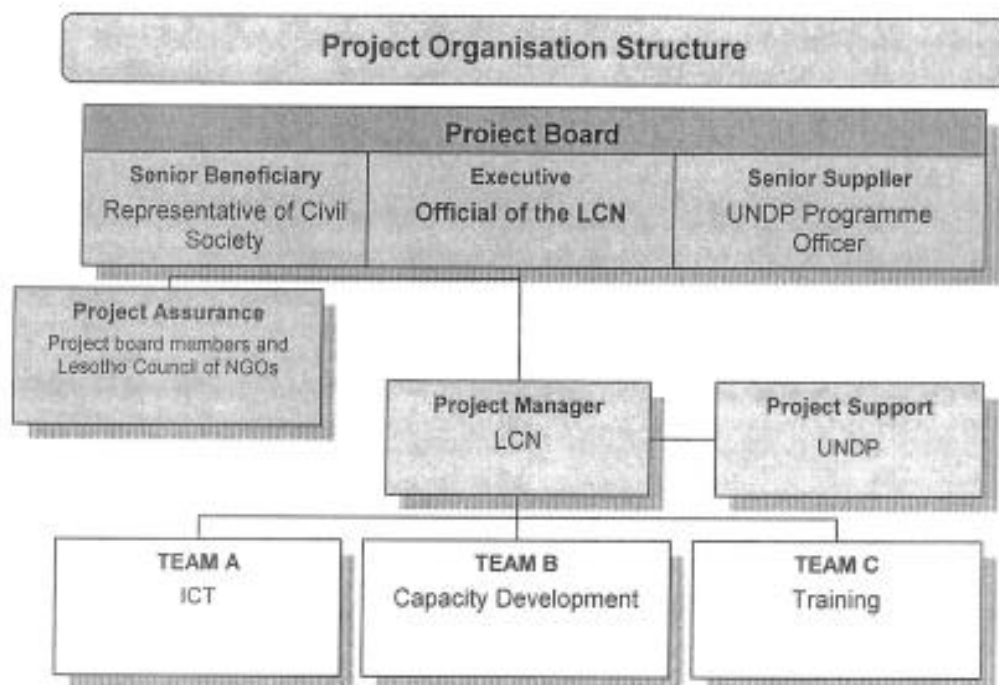 Project Organisation Structure
Project Board
Senior Beneficiary
Representative of Civil
Society
Executive
Official of the LCN
Senior Supplier
UNDP Programme
Officer
Project Assurance
Project board members and
Lesotho Council of NGOs
Project Manager
LCN
Project Support
UNDP
TEAM A
ICT
TEAM B
Capacity Development
TEAM C
Training